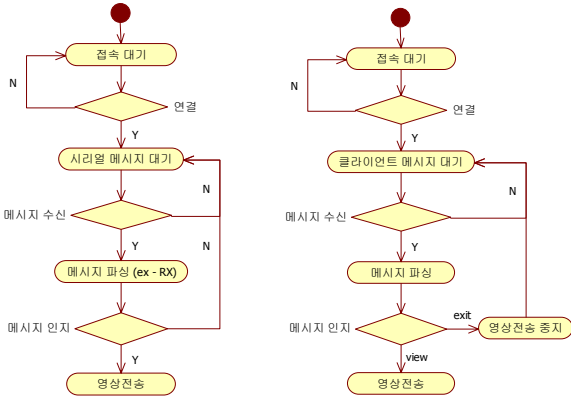 접속 대기
N
연결
Y
시리얼 메시지 대기
N
메시지 수신
Y
N
메시지 파싱 (ex - RX)
메시지 인지
Y
영상전송
접속 대기
N
연결
Y
클라이언트 메시지 대기
N
메시지 수신
Y
메시지 파싱
메시지 인지
exit
영상전송 중지
view
영상전송